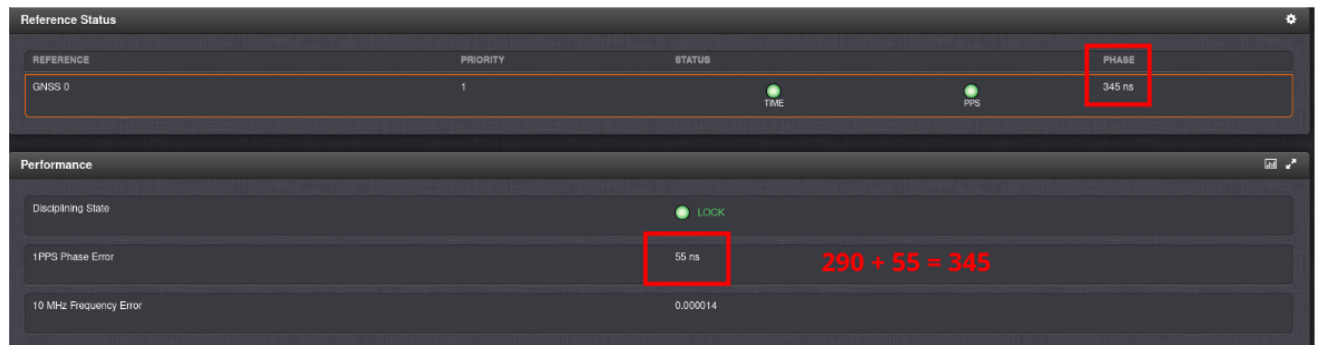 Reference Status
REFERENCE PRIORITY STATUS PHASE
GNSS 0 1 TIME PPS 345 ns
Performance
Disciplining State LOCK
1PPS Phase Error 55 ns 290 + 55 = 345
10 MHz Frequency Error 0.000014